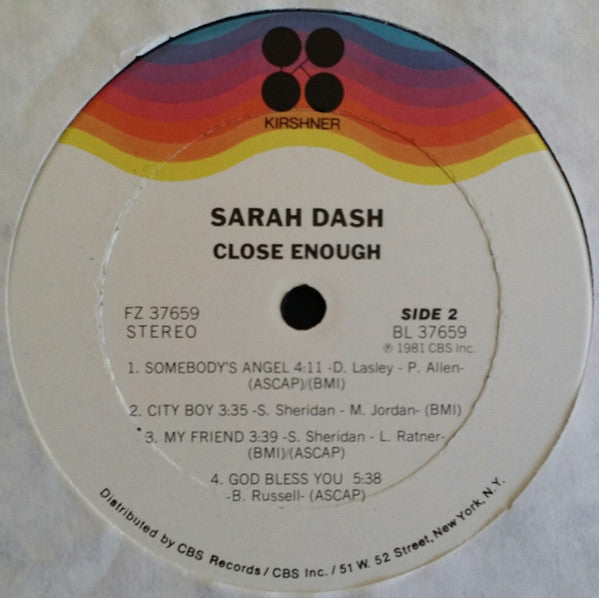 KIRSHNER
SARAH DASH
CLOSE ENOUGH
FZ 37659
STEREO
SIDE 2
BL 37659
℗ 1981 CBS Inc.
1. SOMEBODY'S ANGEL 4:11 -D. Lasley - P. Allen-
(ASCAP)/(BMI)
2. CITY BOY 3:35 -S. Sheridan - M. Jordan- (BMI)
3. MY FRIEND 3:39 -S. Sheridan - L. Ratner-
(BMI)/(ASCAP)
4. GOD BLESS YOU 5:38
-B. Russell- (ASCAP)
Distributed by CBS Records / CBS Inc. / 51 W. 52 Street, New York, N.Y.